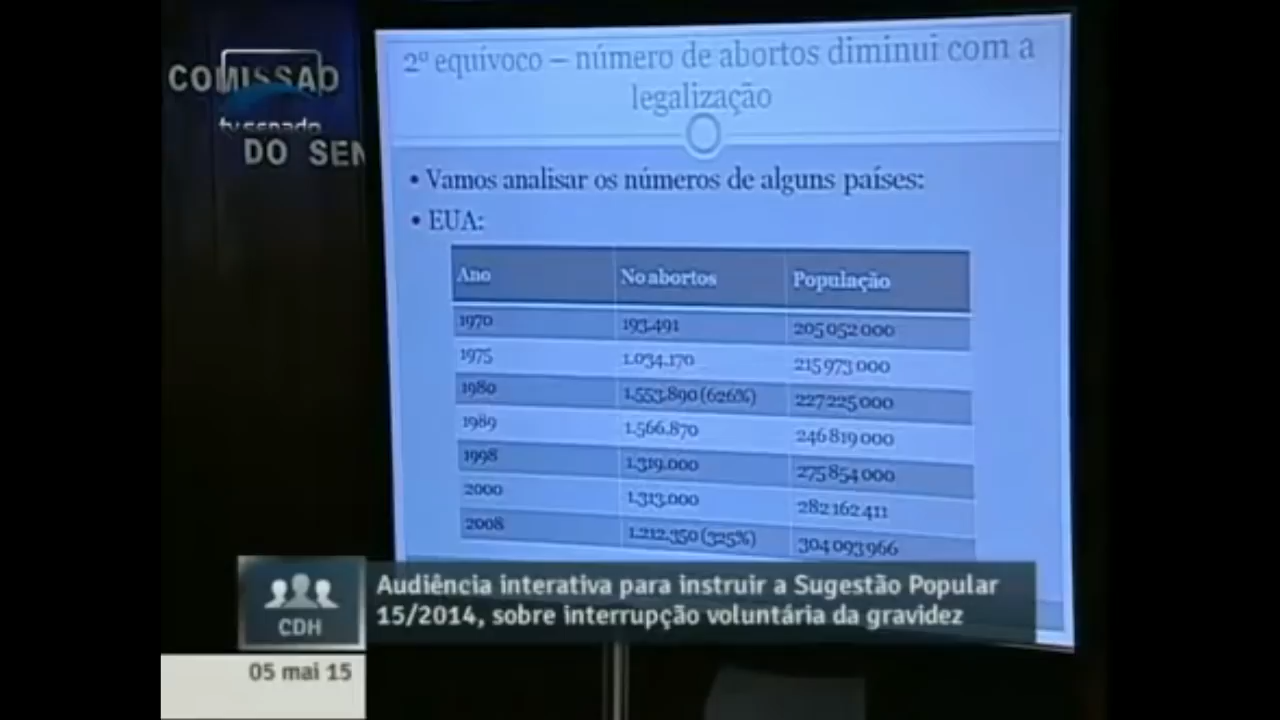 COMISSÃO
tv senado
DO SEN
2º equívoco – número de abortos diminui com a
legalização
• Vamos analisar os números de alguns países:
• EUA:
Ano No abortos População
1970 193.491 205 052 000
1975 1.034.170 215 973 000
1980 1.553.890 (626%) 227 225 000
1989 1.566.870 246 819 000
1998 1.319.000 275 854 000
2000 1.313.000 282 162 411
2008 1.212.350 (325%) 304 093 966
Audiência interativa para instruir a Sugestão Popular
15/2014, sobre interrupção voluntária da gravidez
CDH
05 mai 15